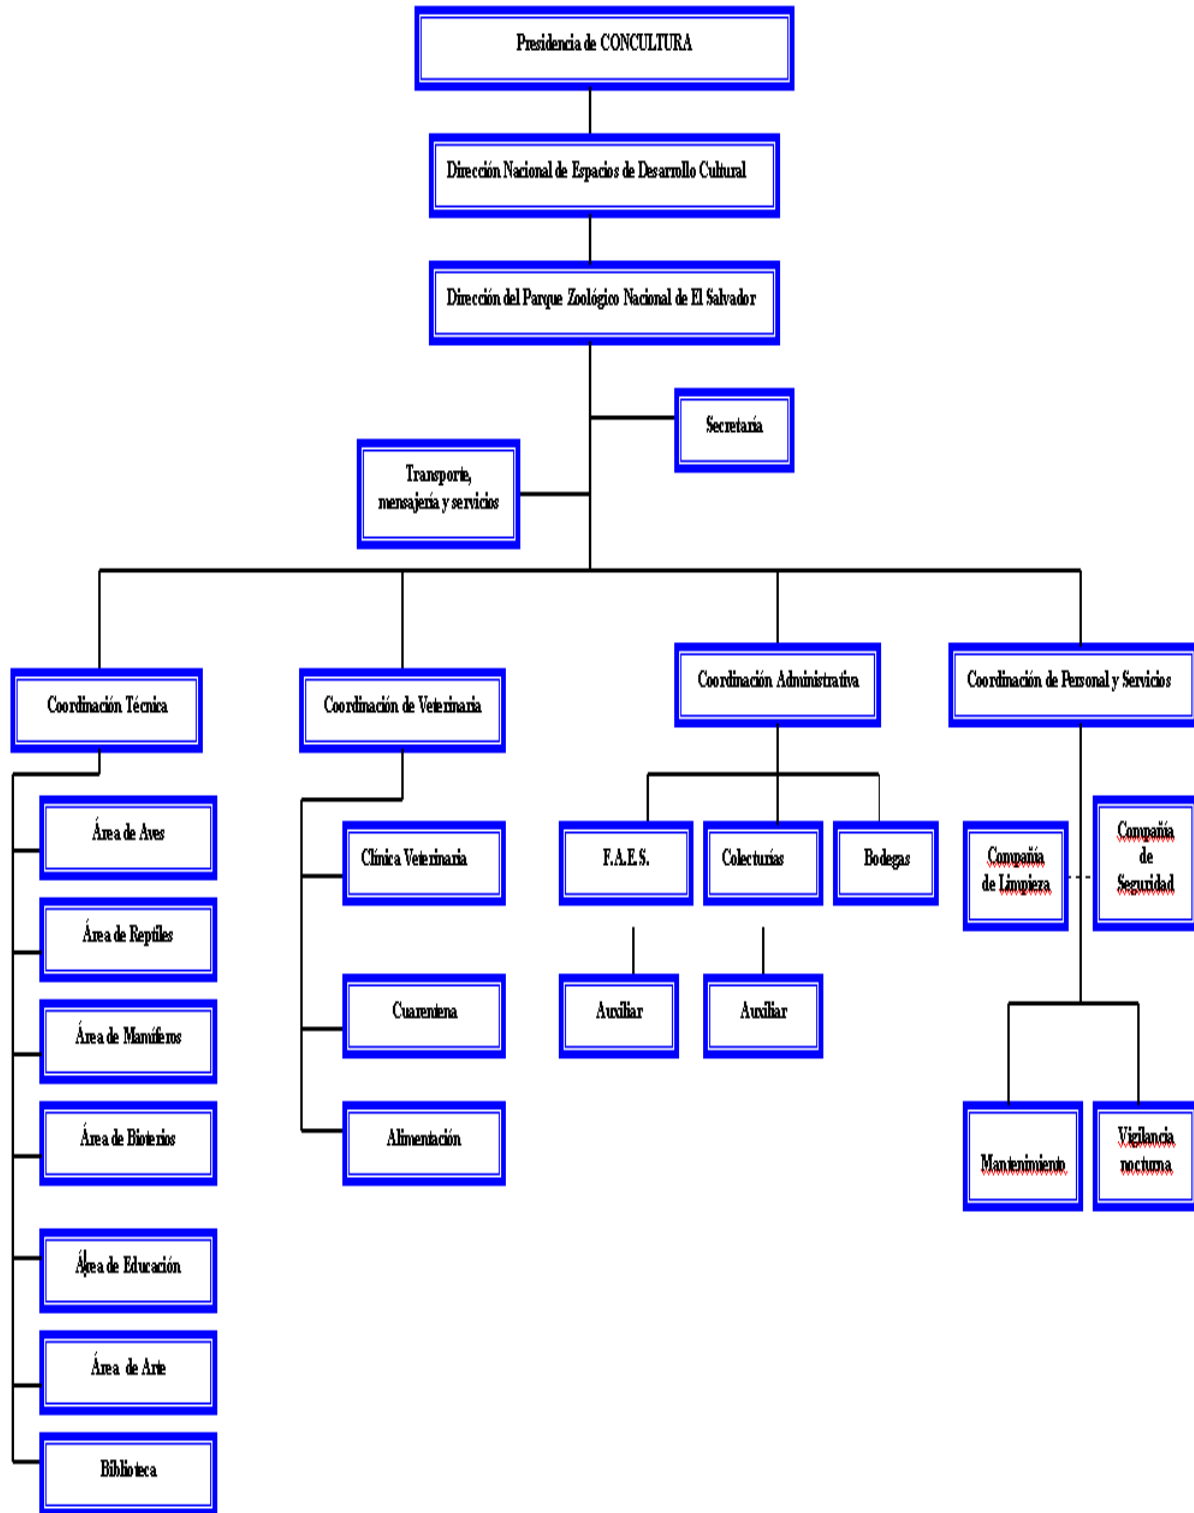 Presidencia de CONCULTURA
Dirección Nacional de Espacios de Desarrollo Cultural
Dirección del Parque Zoológico Nacional de El Salvador
Secretaría
Transporte,
mensajería y servicios
Coordinación Técnica
Coordinación de Veterinaria
Coordinación Administrativa
Coordinación de Personal y Servicios
Área de Aves
Área de Reptiles
Área de Mamíferos
Área de Bioterios
Área de Educación
Área de Arte
Biblioteca
Clínica Veterinaria
Cuarentena
Alimentación
F.A.E.S.
Colecturías
Bodegas
Auxiliar
Auxiliar
Compañía
de Limpieza
Compañía
de
Seguridad
Mantenimiento
Vigilancia
nocturna